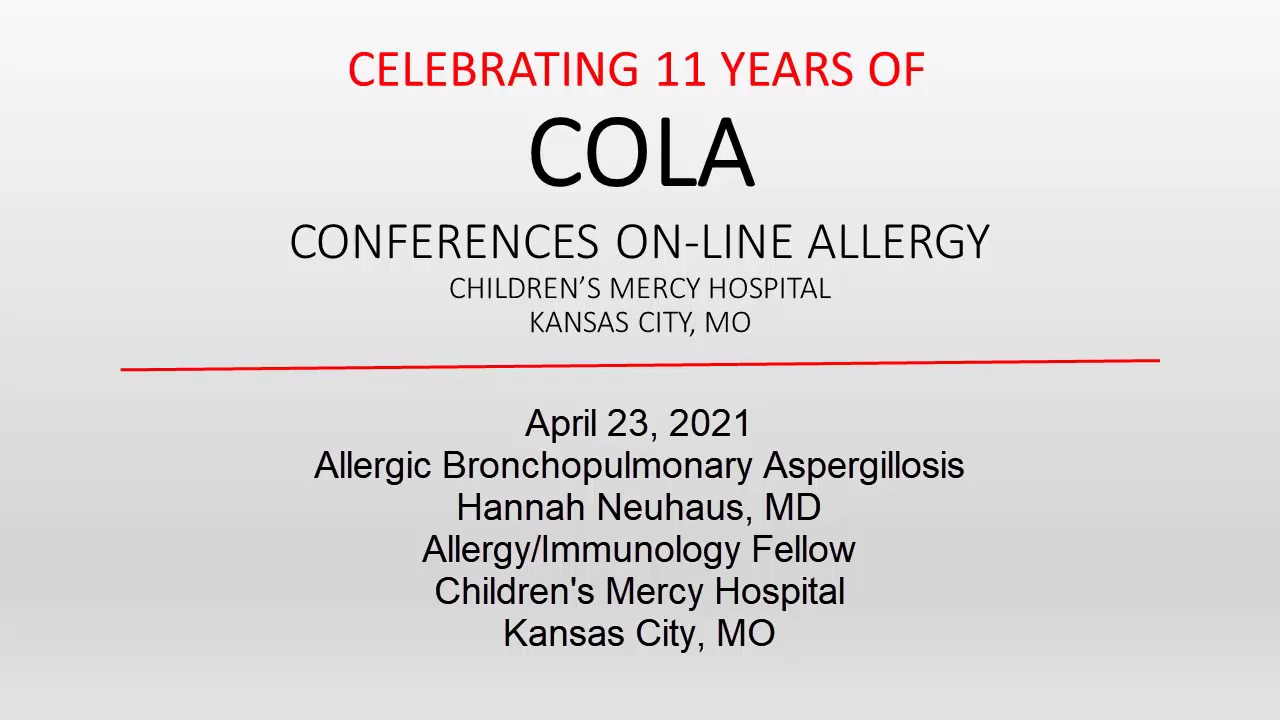 CELEBRATING 11 YEARS OF
COLA
CONFERENCES ON-LINE ALLERGY
CHILDREN’S MERCY HOSPITAL
KANSAS CITY, MO
April 23, 2021
Allergic Bronchopulmonary Aspergillosis
Hannah Neuhaus, MD
Allergy/Immunology Fellow
Children's Mercy Hospital
Kansas City, MO